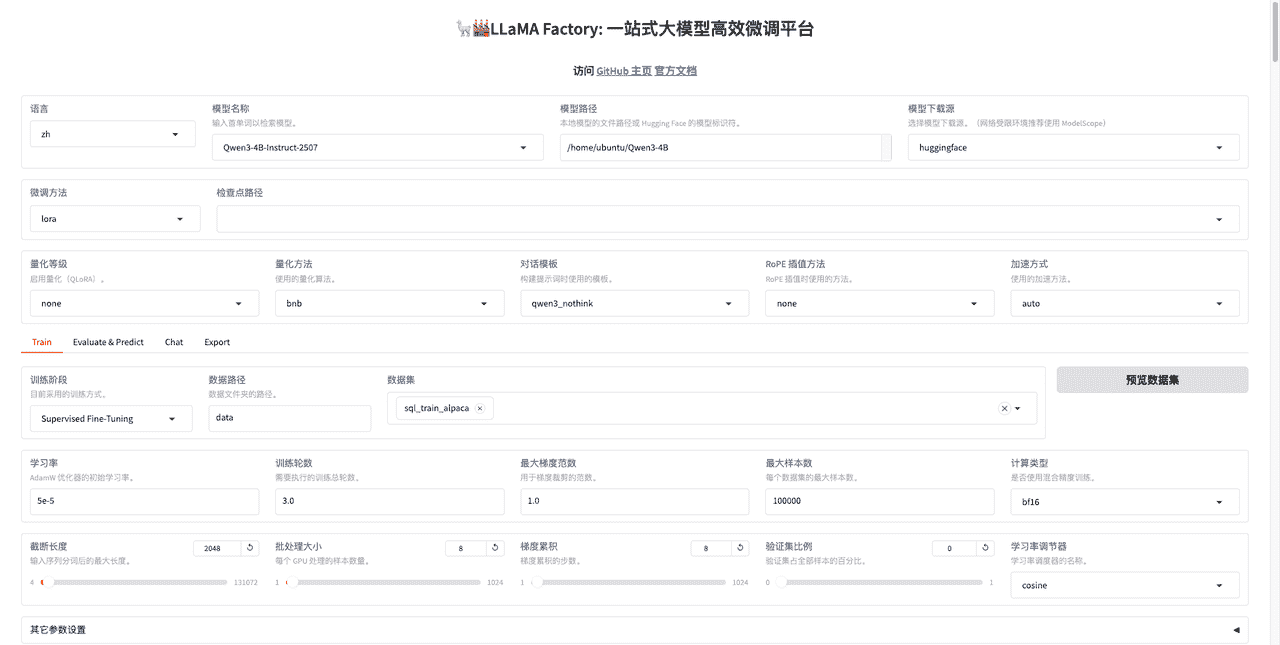 🦙🏭LLaMA Factory: 一站式大模型高效微调平台
访问 GitHub 主页 官方文档
语言
zh
模型名称
输入首单词以检索模型。
Qwen3-4B-Instruct-2507
模型路径
本地模型的文件路径或 Hugging Face 的模型标识符。
/home/ubuntu/Qwen3-4B
模型下载源
选择模型下载源。（网络受限环境推荐使用 ModelScope）
huggingface
微调方法
lora
检查点路径
量化等级
启用量化（QLoRA）。
none
量化方法
使用的量化算法。
bnb
对话模板
构建提示词时使用的模板。
qwen3_nothink
RoPE 插值方法
RoPE 插值时使用的方法。
none
加速方式
使用的加速方法。
auto
Train Evaluate & Predict Chat Export
训练阶段
目前采用的训练方式。
Supervised Fine-Tuning
数据路径
数据文件夹的路径。
data
数据集
sql_train_alpaca ×
预览数据集
学习率
AdamW 优化器的初始学习率。
5e-5
训练轮数
需要执行的训练总轮数。
3.0
最大梯度范数
用于梯度裁剪的范数。
1.0
最大样本数
每个数据集的最大样本数。
100000
计算类型
是否使用混合精度训练。
bf16
截断长度
2048
输入序列分词后的最大长度。
4 131072
批处理大小
8
每个 GPU 处理的样本数量。
1 1024
梯度累积
8
梯度累积的步数。
1 1024
验证集比例
0
验证集占全部样本的百分比。
0 1
学习率调节器
学习率调度器的名称。
cosine
其它参数设置